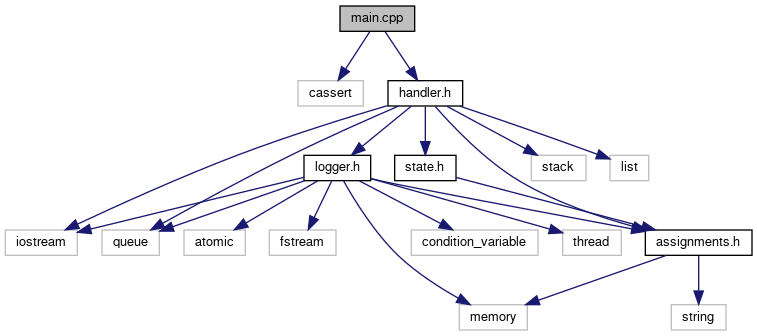 main.cpp
cassert
handler.h
logger.h
state.h
stack
list
iostream
queue
atomic
fstream
condition_variable
thread
assignments.h
memory
string